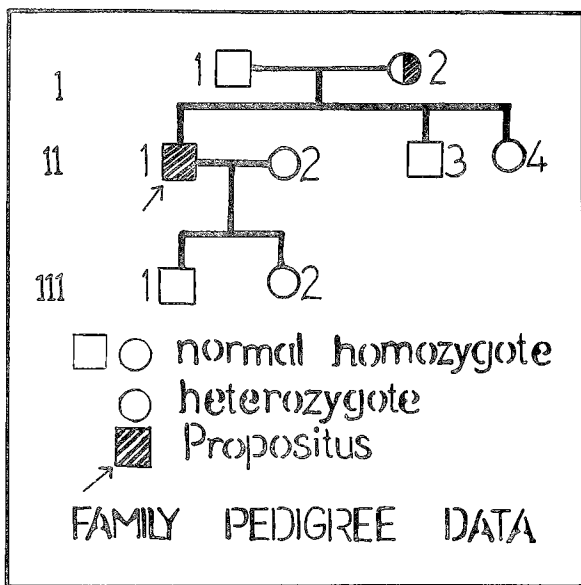 1 2
1
11 1 2 3 4
111 1 2
normal homozygote
heterozygote
Propositus
FAMILY PEDIGREE DATA